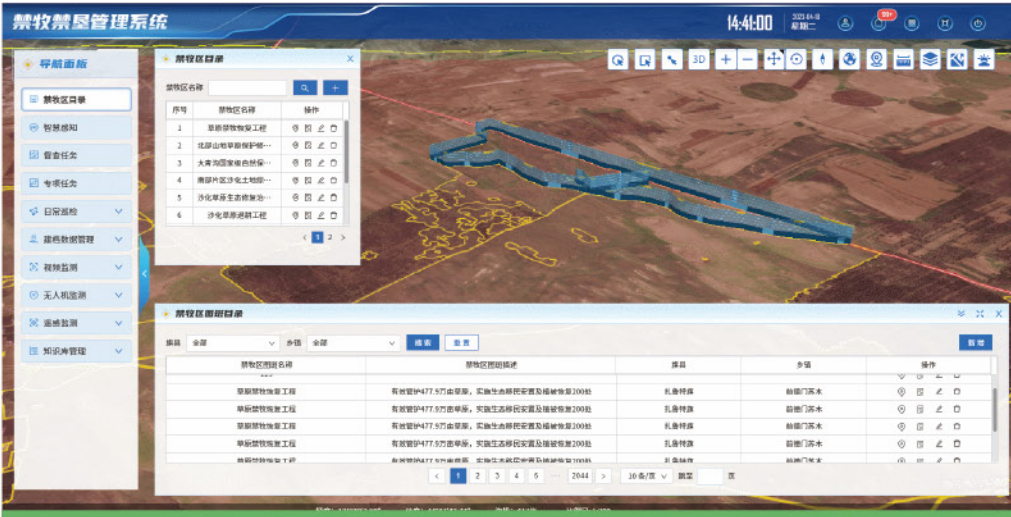 禁牧禁垦管理系统
14:41:00
星期二
99+
导航面板
禁牧区目录
智慧感知
督查任务
专项任务
日常巡检
建档数据管理
视频监测
无人机监测
遥感监测
知识库管理
禁牧区目录 X
禁牧区名称
序号 禁牧区名称 操作
1 草原禁牧恢复工程
2 北部山地草原保护修…
3 大青沟国家级自然保…
4 南部片区沙化土地综…
5 沙化草原生态修复治…
6 沙化草原退耕工程
< 1 2 >
3D
禁牧区图斑目录 X
旗县 全部 乡镇 全部 搜索 重置 新增
禁牧区图斑名称 禁牧区图斑描述 旗县 乡镇 操作
草原禁牧恢复工程 有效管护477.9万亩草原，实施生态移民安置及植被恢复200处 扎鲁特旗 前德门苏木
草原禁牧恢复工程 有效管护477.9万亩草原，实施生态移民安置及植被恢复200处 扎鲁特旗 前德门苏木
草原禁牧恢复工程 有效管护477.9万亩草原，实施生态移民安置及植被恢复200处 扎鲁特旗 前德门苏木
草原禁牧恢复工程 有效管护477.9万亩草原，实施生态移民安置及植被恢复200处 扎鲁特旗 前德门苏木
< 1 2 3 4 5 … 2044 > 10条/页 跳至 页